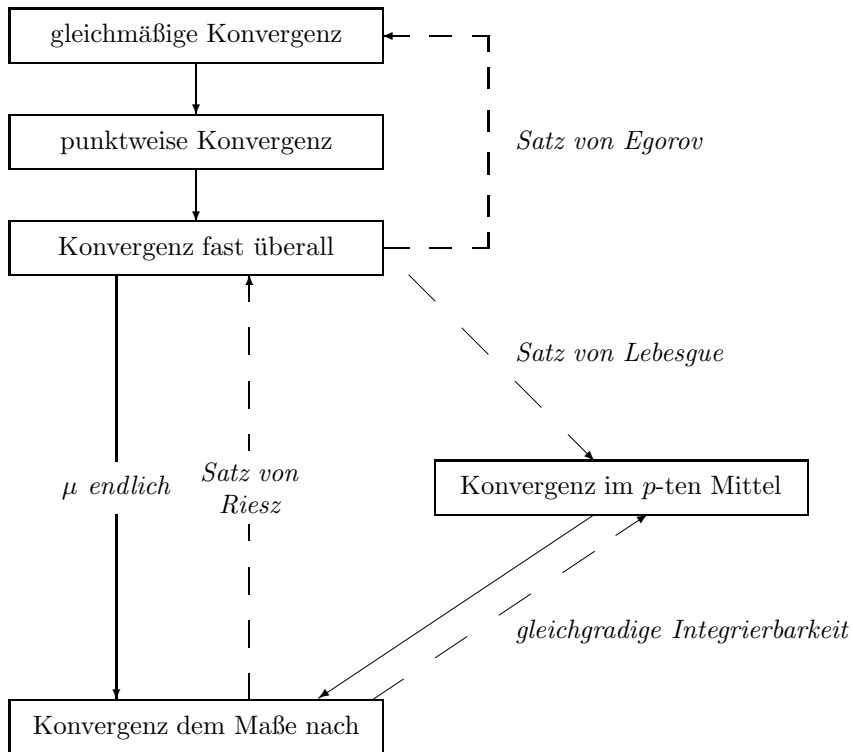 gleichmäßige Konvergenz
punktweise Konvergenz
Satz von Egorov
Konvergenz fast überall
Satz von Lebesgue
μ endlich
Satz von
Riesz
Konvergenz im p-ten Mittel
gleichgradige Integrierbarkeit
Konvergenz dem Maße nach